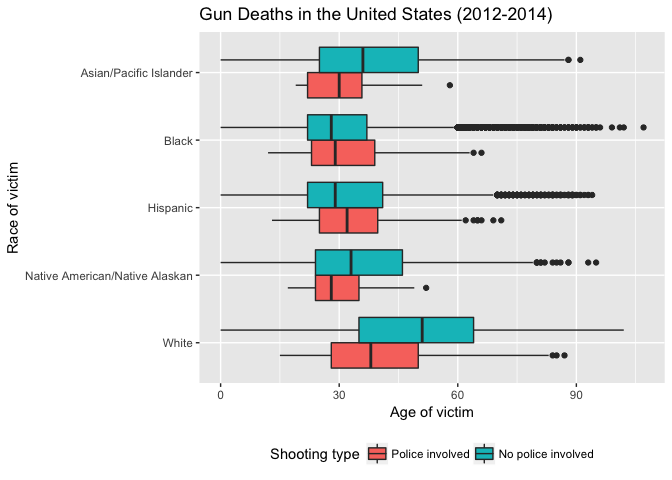 Gun Deaths in the United States (2012-2014)
Race of victim
Asian/Pacific Islander
Black
Hispanic
Native American/Native Alaskan
White
0 30 60 90
Age of victim
Shooting type Police involved No police involved